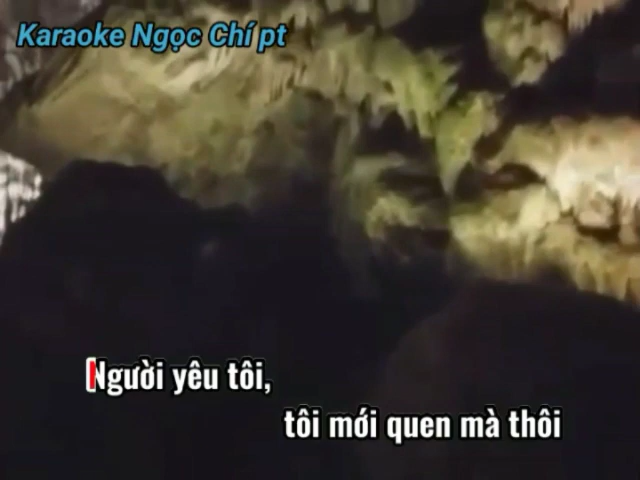 Karaoke Ngọc Chí pt
Người yêu tôi,
tôi mới quen mà thôi